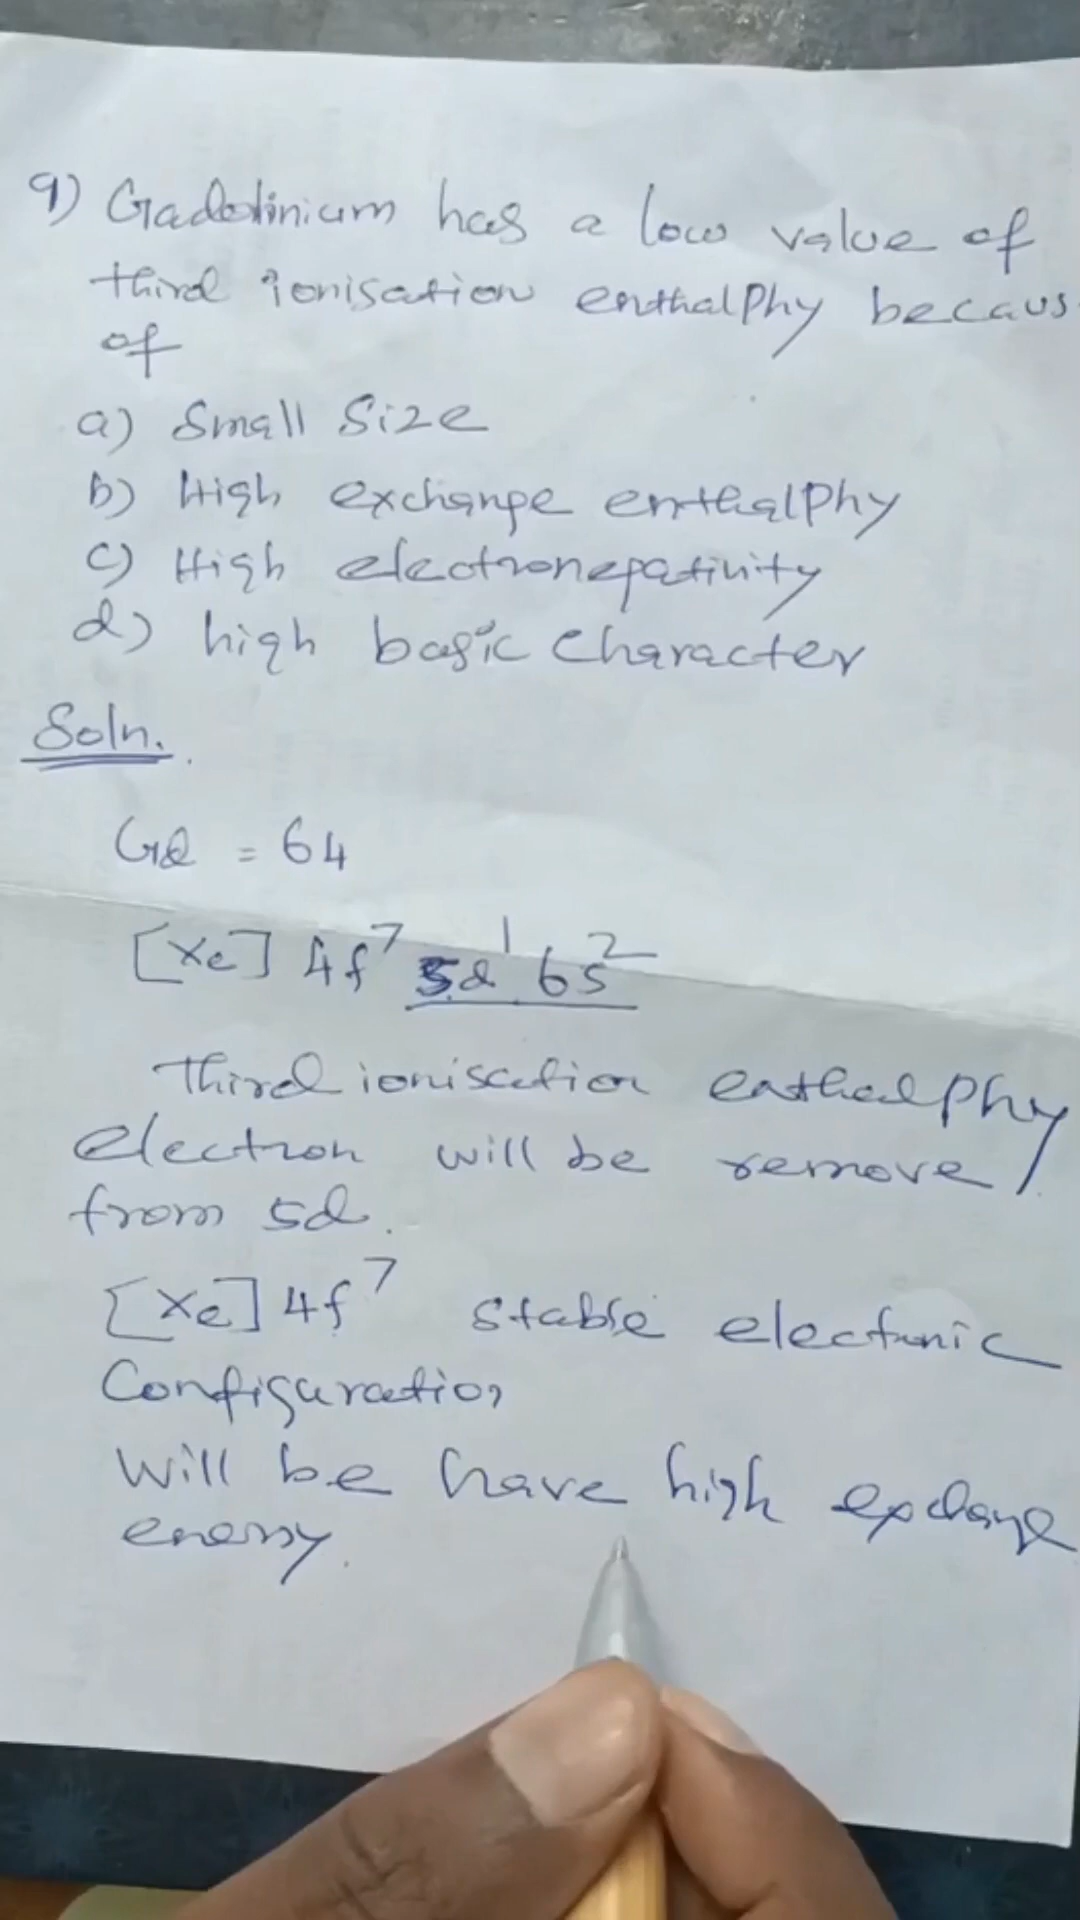 9) Gadolinium has a low value of
third ionisation enthalphy becaus
of
a) Small Size
b) High exchange enthalphy
c) High electronegativity
d) high basic Character
Soln.
Gd = 64
[Xe] 4f⁷ 5d¹ 6s²
Third ionisation enthalphy
electron will be remove
from 5d.
[Xe] 4f⁷ stable electronic
Configuration
Will be have high exchange
energy.